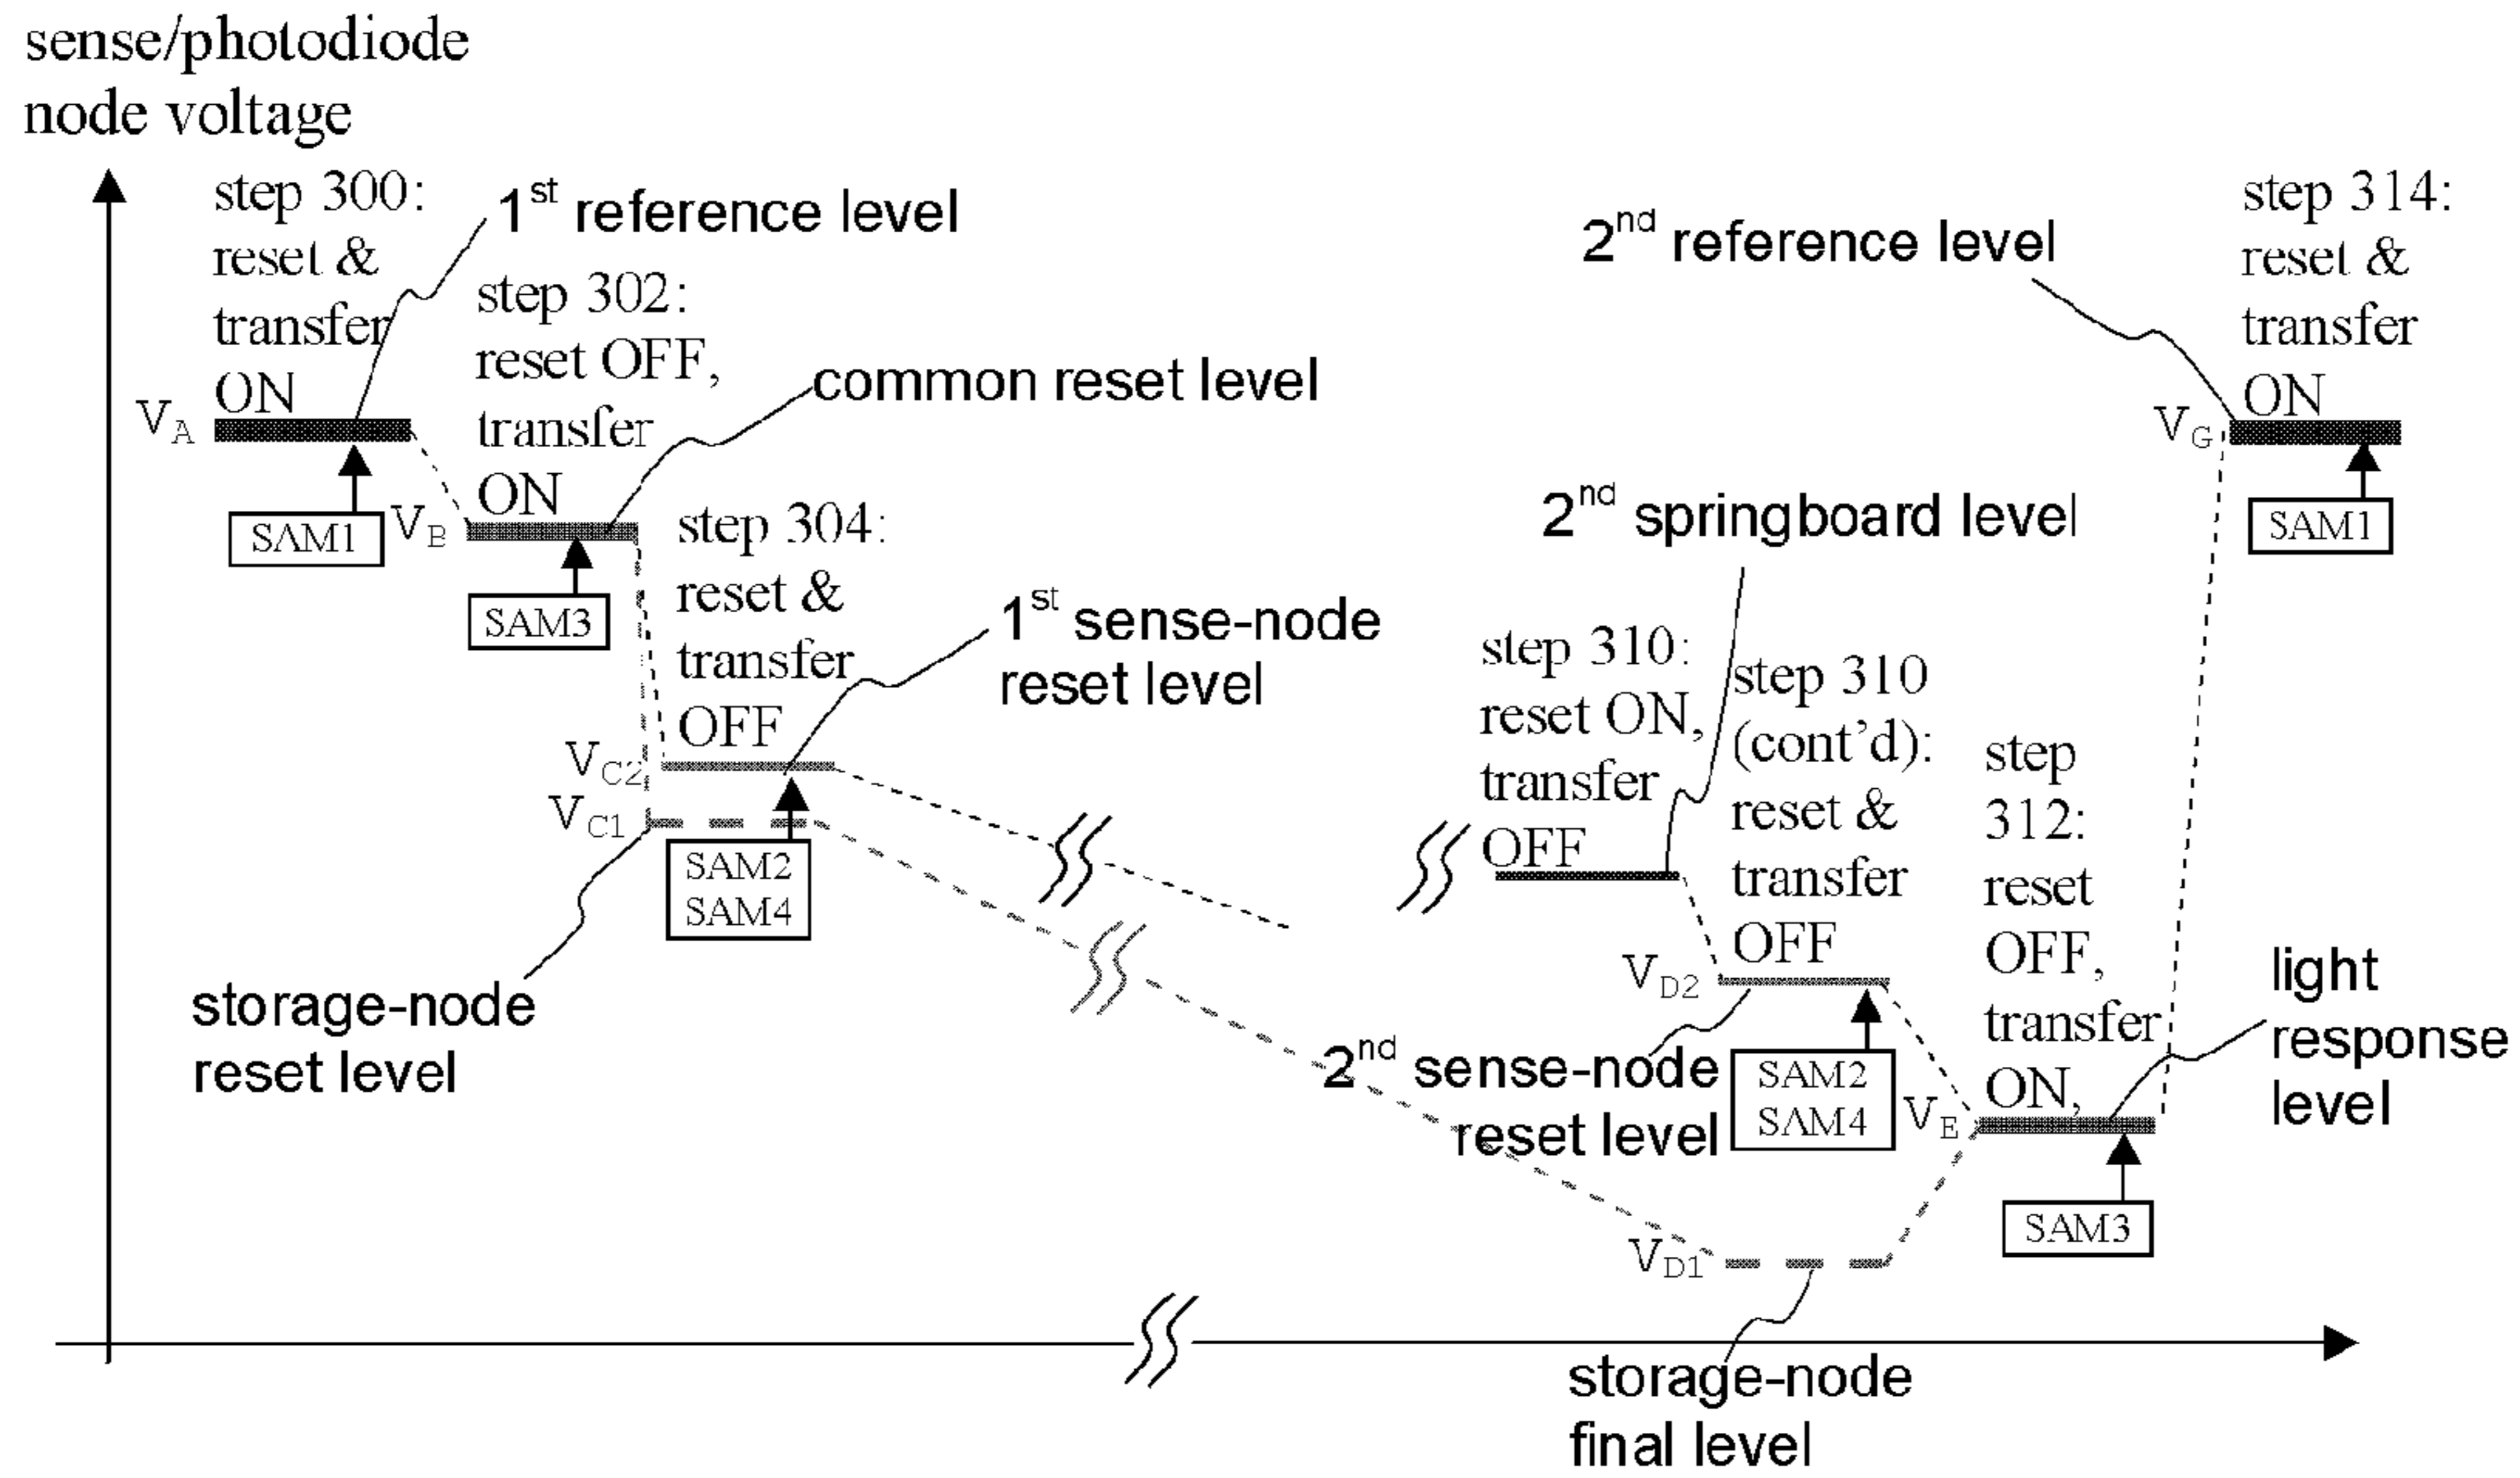 sense/photodiode
node voltage
step 300:
reset &
transfer
ON
1st reference level
step 302:
reset OFF,
transfer
ON
common reset level
VA
SAM1
VB
SAM3
step 304:
reset &
transfer
OFF
1st sense-node
reset level
VC2
VC1
SAM2
SAM4
storage-node
reset level
2nd reference level
step 314:
reset &
transfer
ON
VG
SAM1
2nd springboard level
step 310:
reset ON,
transfer
OFF
step 310
(cont'd):
reset &
transfer
OFF
step
312:
reset
OFF,
transfer
ON,
VD2
2nd sense-node
reset level
SAM2
SAM4
VE
light
response
level
SAM3
VD1
storage-node
final level